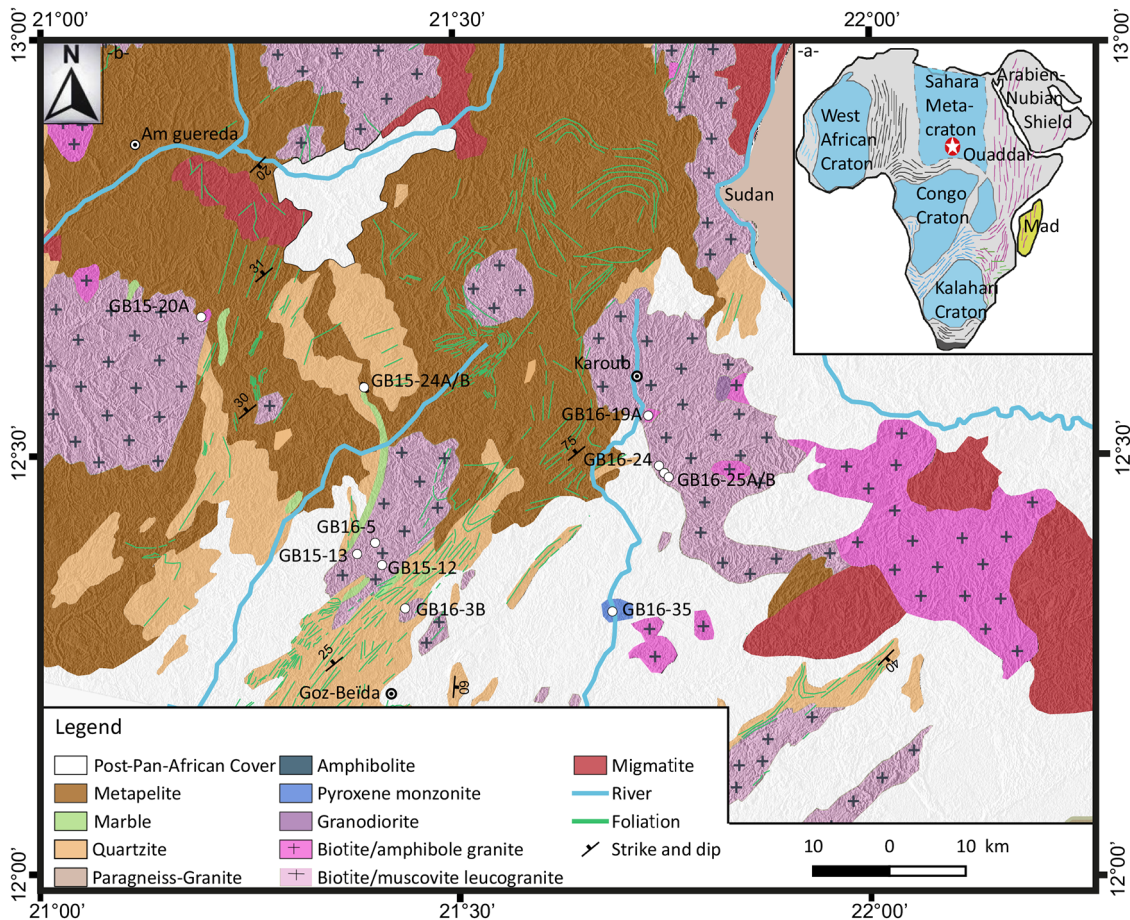 21°00’
21°30’
22°00’
13°00’
13°00’
N
-b-
-a-
Am guereda
20
Sudan
West
African
Craton
Sahara
Meta-
craton
Arabien-
Nubian
Shield
Ouaddaï
Congo
Craton
Mad
Kalahari
Craton
31
GB15-20A
Karoub
GB15-24A/B
30
GB16-19A
12°30’
12°30’
75
GB16-24
GB16-25A/B
GB16-5
GB15-13
GB15-12
GB16-3B
GB16-35
25
40
Goz-Beïda
60
Legend
Post-Pan-African Cover
Metapelite
Marble
Quartzite
Paragneiss-Granite
Amphibolite
Pyroxene monzonite
Granodiorite
Biotite/amphibole granite
Biotite/muscovite leucogranite
Migmatite
River
Foliation
Strike and dip
10 0 10 km
12°00’
12°00’
21°00’
21°30’
22°00’